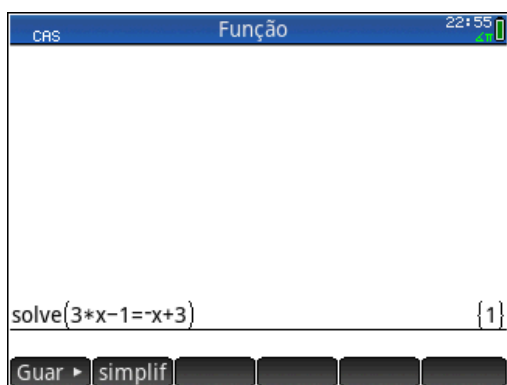 CAS Função 22:55
∡π
solve(3*x-1=-x+3) {1}
Guar ▸ simplif